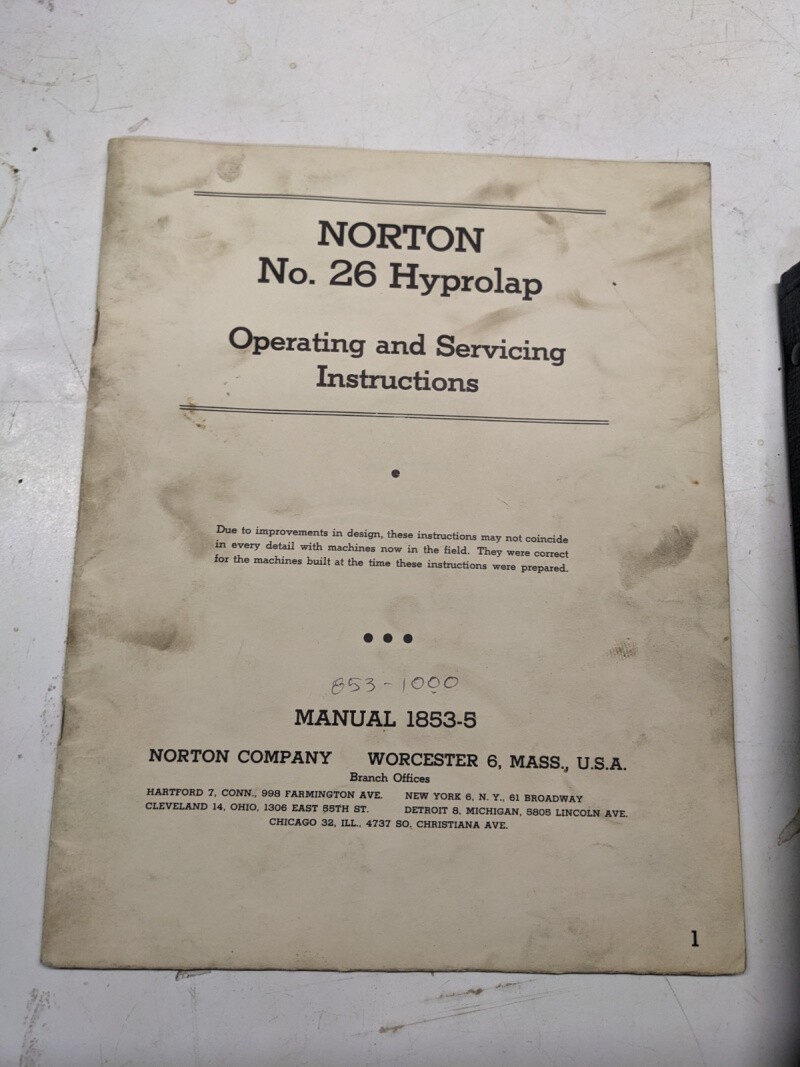 NORTON
No. 26 Hyprolap
Operating and Servicing
Instructions
Due to improvements in design, these instructions may not coincide
in every detail with machines now in the field. They were correct
for the machines built at the time these instructions were prepared.
853-1000
MANUAL 1853-5
NORTON COMPANY WORCESTER 6, MASS., U.S.A.
Branch Offices
HARTFORD 7, CONN., 998 FARMINGTON AVE. NEW YORK 6, N. Y., 61 BROADWAY
CLEVELAND 14, OHIO, 1306 EAST 55TH ST. DETROIT 8, MICHIGAN, 5805 LINCOLN AVE.
CHICAGO 32, ILL., 4737 SO. CHRISTIANA AVE.
1